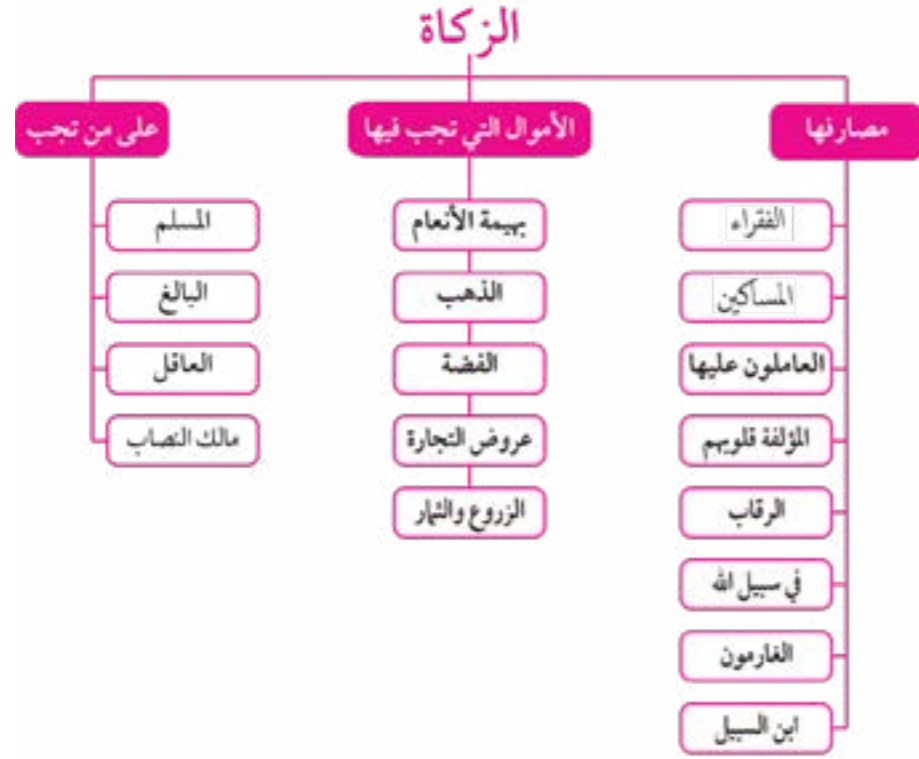 الزكاة
مصارفها
الفقراء
المساكين
العاملون عليها
المؤلفة قلوبهم
الرقاب
في سبيل الله
الغارمون
ابن السبيل
الأموال التي تجب فيها
بهيمة الأنعام
الذهب
الفضة
عروض التجارة
الزروع والثمار
على من تجب
المسلم
البالغ
العاقل
مالك النصاب